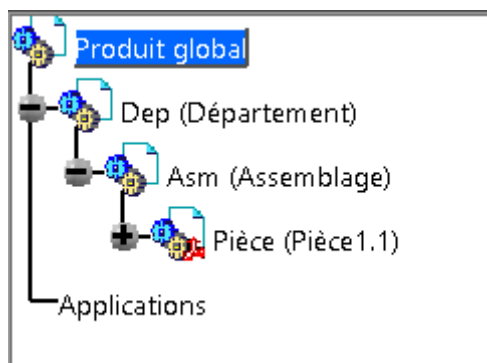 Produit global
Dep (Département)
Asm (Assemblage)
Pièce (Pièce1.1)
Applications